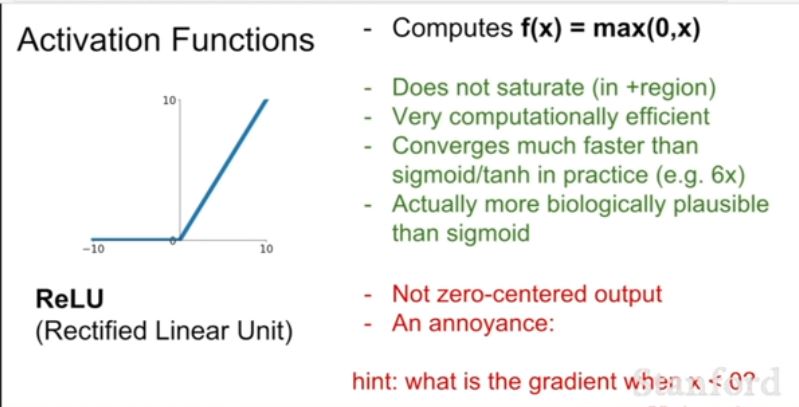 Activation Functions
10
0
−10
10
ReLU
(Rectified Linear Unit)
- Computes f(x) = max(0,x)
- Does not saturate (in +region)
- Very computationally efficient
- Converges much faster than
sigmoid/tanh in practice (e.g. 6x)
- Actually more biologically plausible
than sigmoid
- Not zero-centered output
- An annoyance:
hint: what is the gradient when x < 0?
Stanford